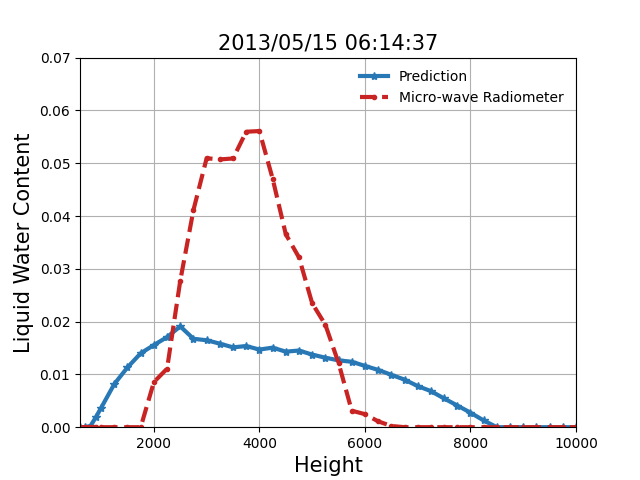 2013/05/15 06:14:37
Prediction
Micro-wave Radiometer
Liquid Water Content
0.07
0.06
0.05
0.04
0.03
0.02
0.01
0.00
2000 4000 6000 8000 10000
Height